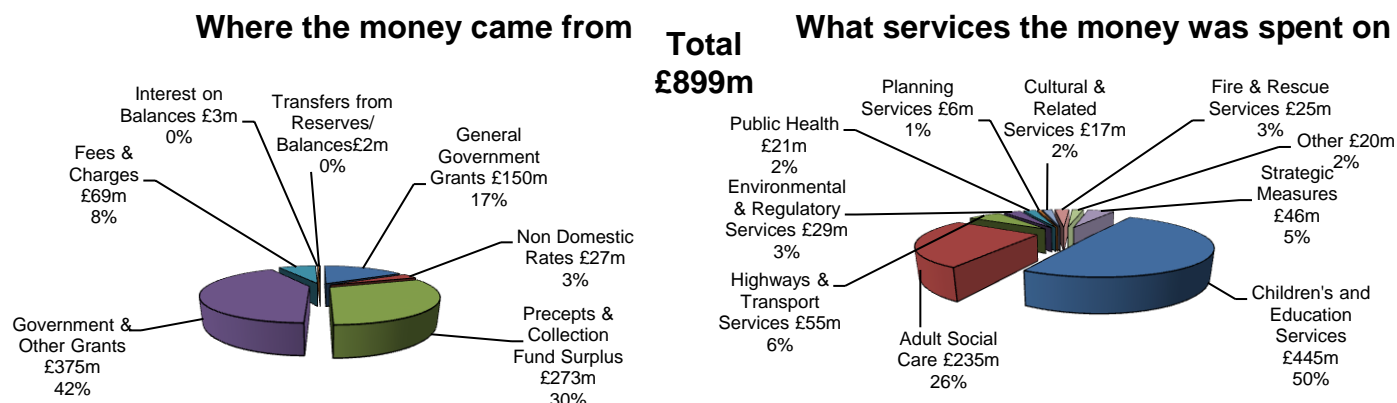 Where the money came from
Total
£899m
What services the money was spent on
Interest on
Balances £3m
0%
Transfers from
Reserves/
Balances£2m
0%
General
Government
Grants £150m
17%
Fees &
Charges
£69m
8%
Non Domestic
Rates £27m
3%
Government &
Other Grants
£375m
42%
Precepts &
Collection
Fund Surplus
£273m
30%
Planning
Services £6m
1%
Cultural &
Related
Services £17m
2%
Fire & Rescue
Services £25m
3%
Public Health
£21m
2%
Other £20m
2%
Environmental
& Regulatory
Services £29m
3%
Strategic
Measures
£46m
5%
Highways &
Transport
Services £55m
6%
Adult Social
Care £235m
26%
Children's and
Education
Services
£445m
50%